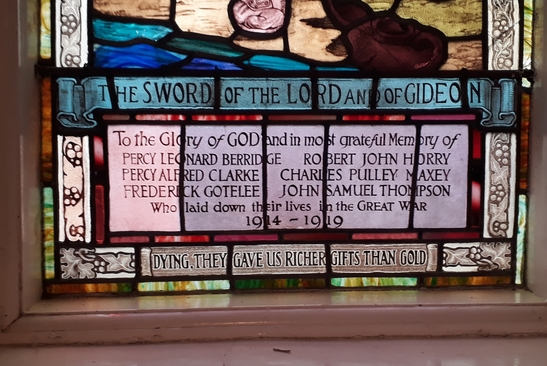 THE SWORD OF THE LORD AND OF GIDEON
To the Glory of GOD and in most grateful Memory of
PERCY LEONARD BERRIDGE ROBERT JOHN HORRY
PERCY ALFRED CLARKE CHARLES PULLEY MAXEY
FREDERICK GOTELEE JOHN SAMUEL THOMPSON
Who laid down their lives in the GREAT WAR
1914 - 1919
DYING, THEY GAVE US RICHER GIFTS THAN GOLD